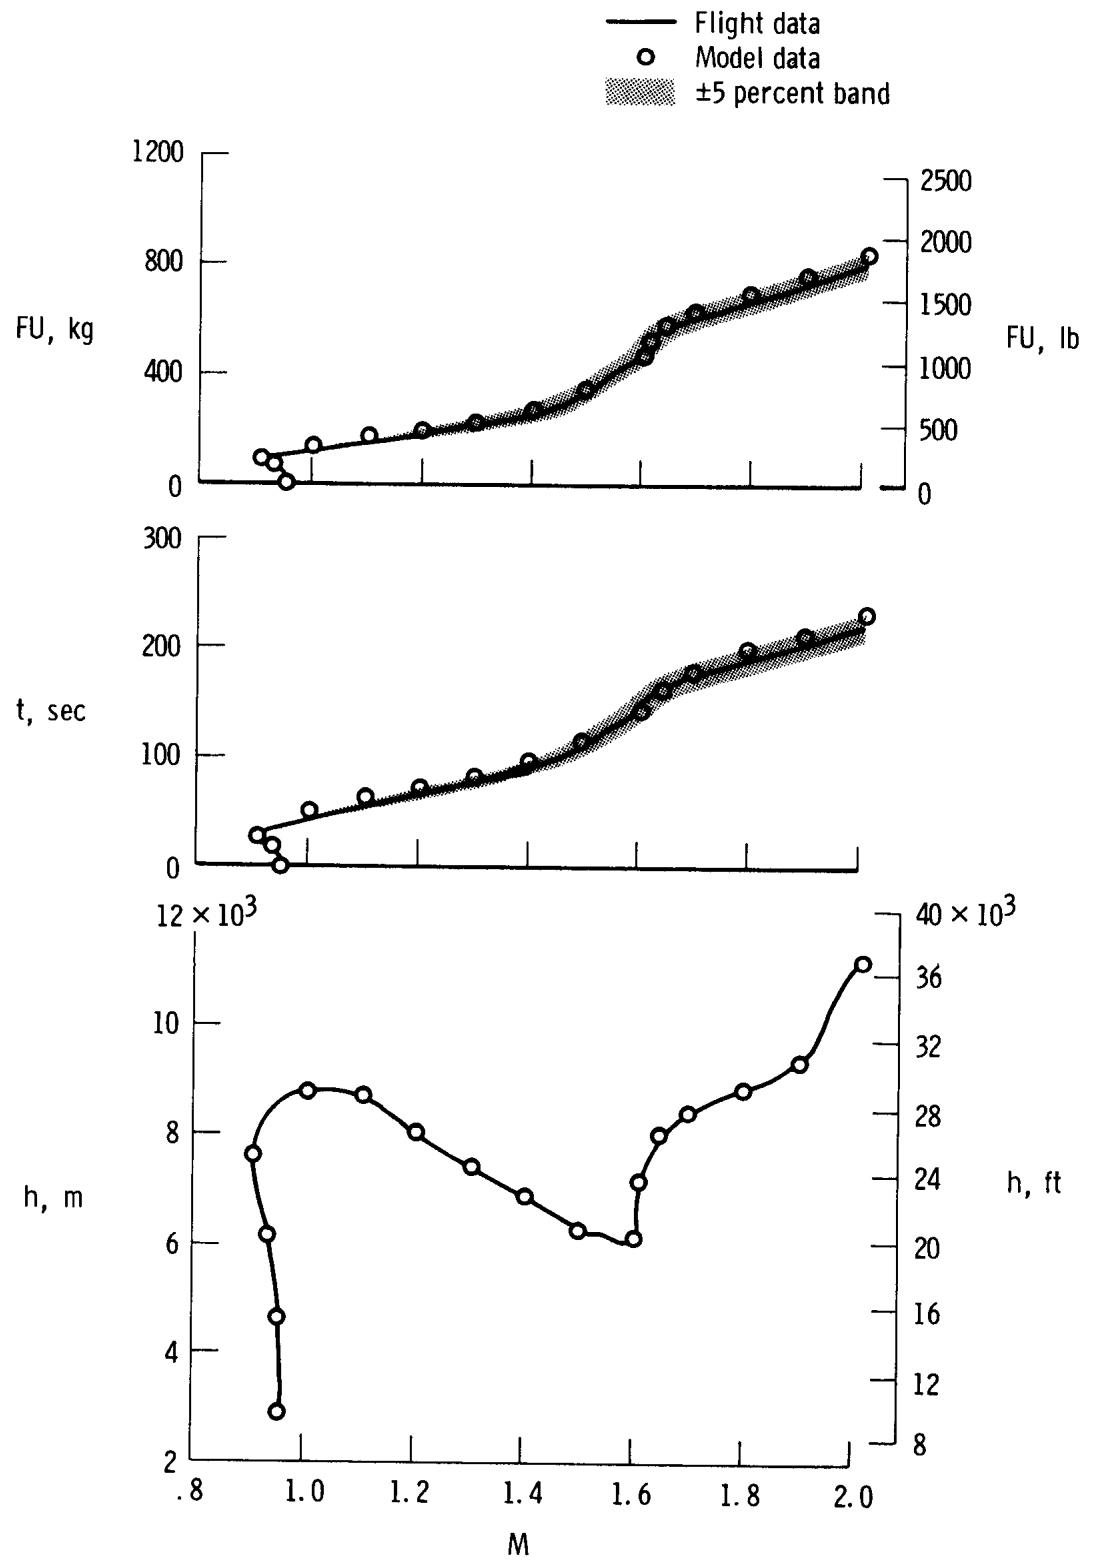 Flight data
Model data
±5 percent band
1200
800
400
0
FU, kg
2500
2000
1500
1000
500
0
FU, lb
300
200
100
0
t, sec
12 × 10³
10
8
6
4
2
h, m
40 × 10³
36
32
28
24
20
16
12
8
h, ft
.8 1.0 1.2 1.4 1.6 1.8 2.0
M